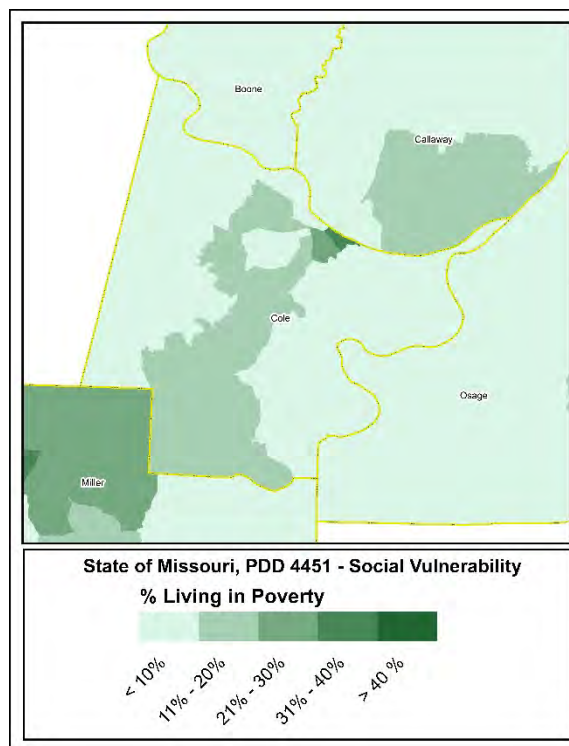 Boone
Callaway
Cole
Osage
Miller
State of Missouri, PDD 4451 - Social Vulnerability
% Living in Poverty
< 10%
11% - 20%
21% - 30%
31% - 40%
> 40 %